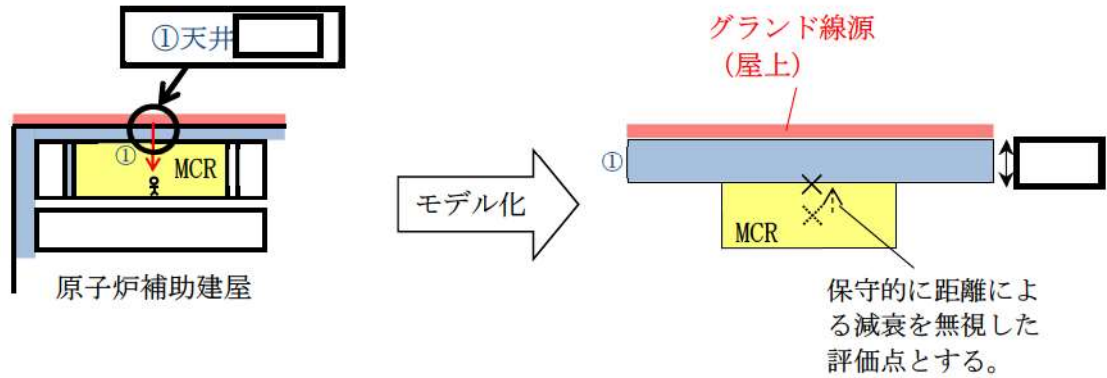 ①天井
①
MCR
原子炉補助建屋
モデル化
グランド線源
(屋上)
①
MCR
保守的に距離によ
る減衰を無視した
評価点とする。